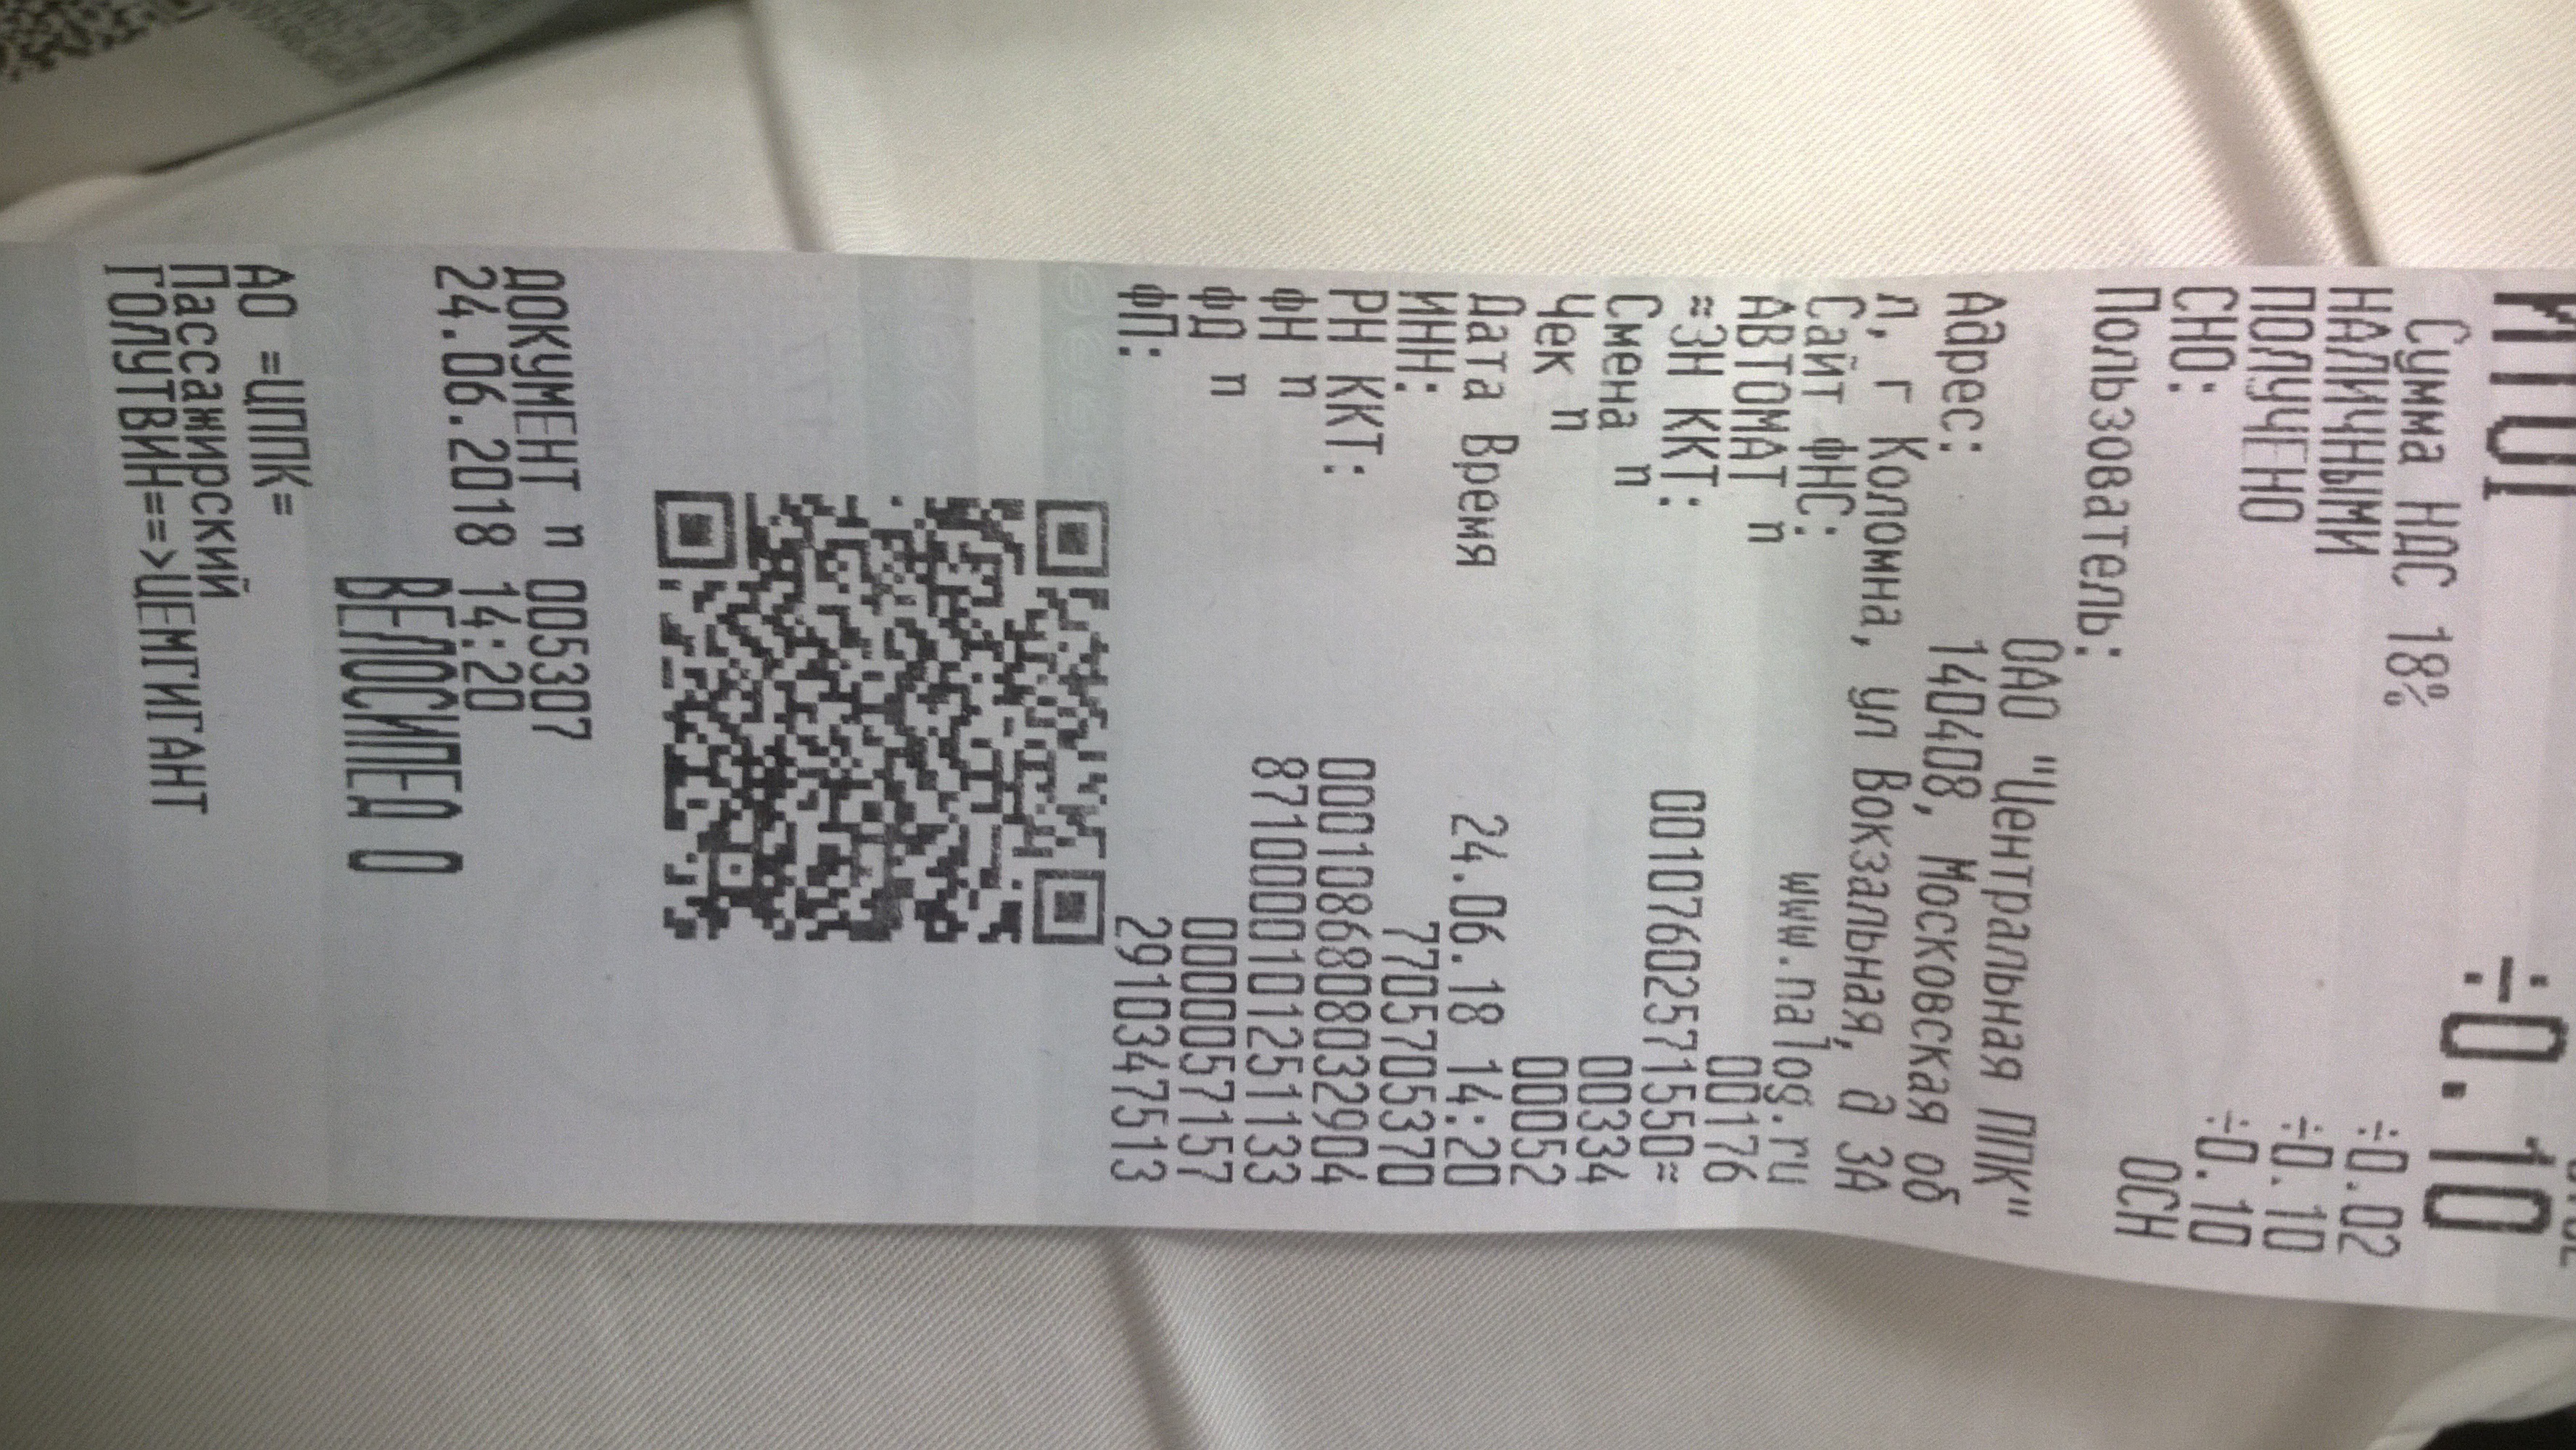 ИТОГ ÷0.10
Сумма НДС 18% ÷0.02
НАЛИЧНЫМИ ÷0.10
ПОЛУЧЕНО ÷0.10
СНО: ОСН
Пользователь:
ОАО "Центральная ППК"
Адрес: 140408, Московская об
л, г Коломна, ул Вокзальная, д 3А
Сайт ФНС: www.nalog.ru
АВТОМАТ n 00176
≈ЗН ККТ: 00107602571550≈
Смена n 00334
Чек n 00052
Дата Время 24.06.18 14:20
ИНН: 7705705370
РН ККТ: 0001086808032904
ФН n 8710000101251133
ФД n 0000057157
ФП: 2910347513
ДОКУМЕНТ n 005307
24.06.2018 14:20
ВЕЛОСИПЕД 0
АО =ЦППК=
Пассажирский
ГОЛУТВИН==>ЦЕМГИГАНТ